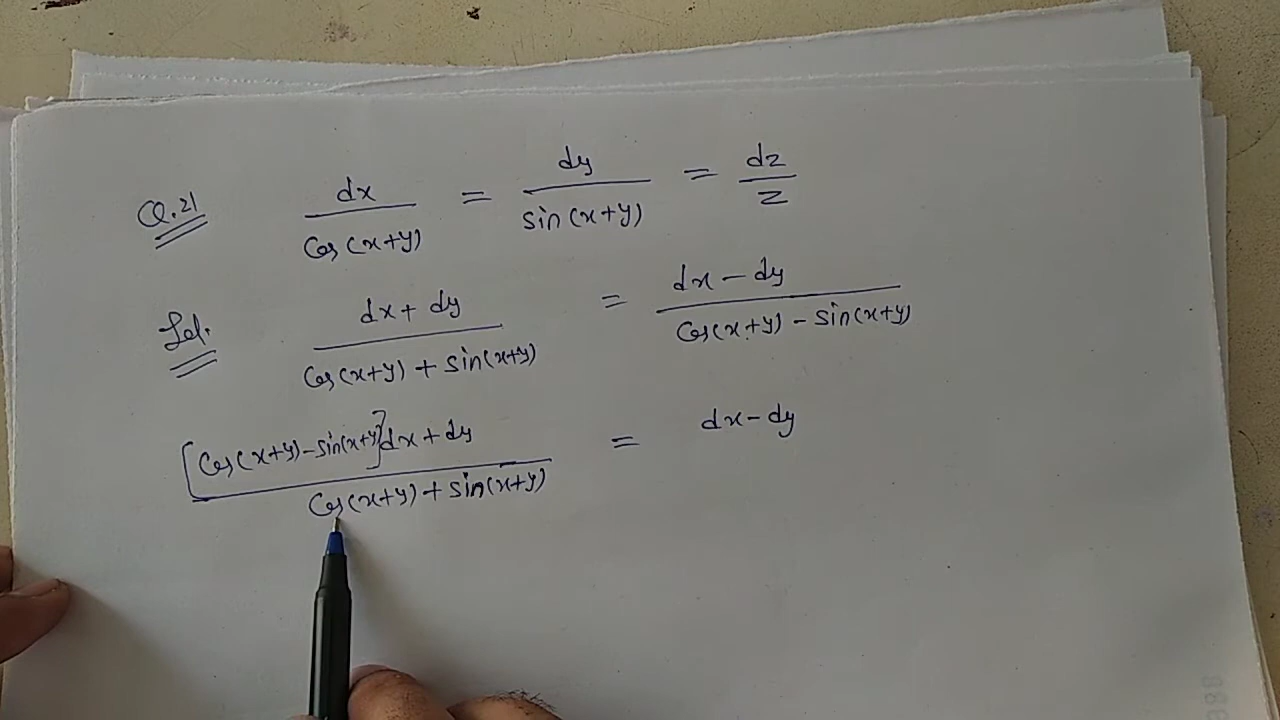 Q.21 dx / cos(x+y) = dy / sin(x+y) = dz / z
Sol. dx + dy / cos(x+y) + sin(x+y) = dx - dy / cos(x+y) - sin(x+y)
[cos(x+y) - sin(x+y)] dx + dy / cos(x+y) + sin(x+y) = dx - dy